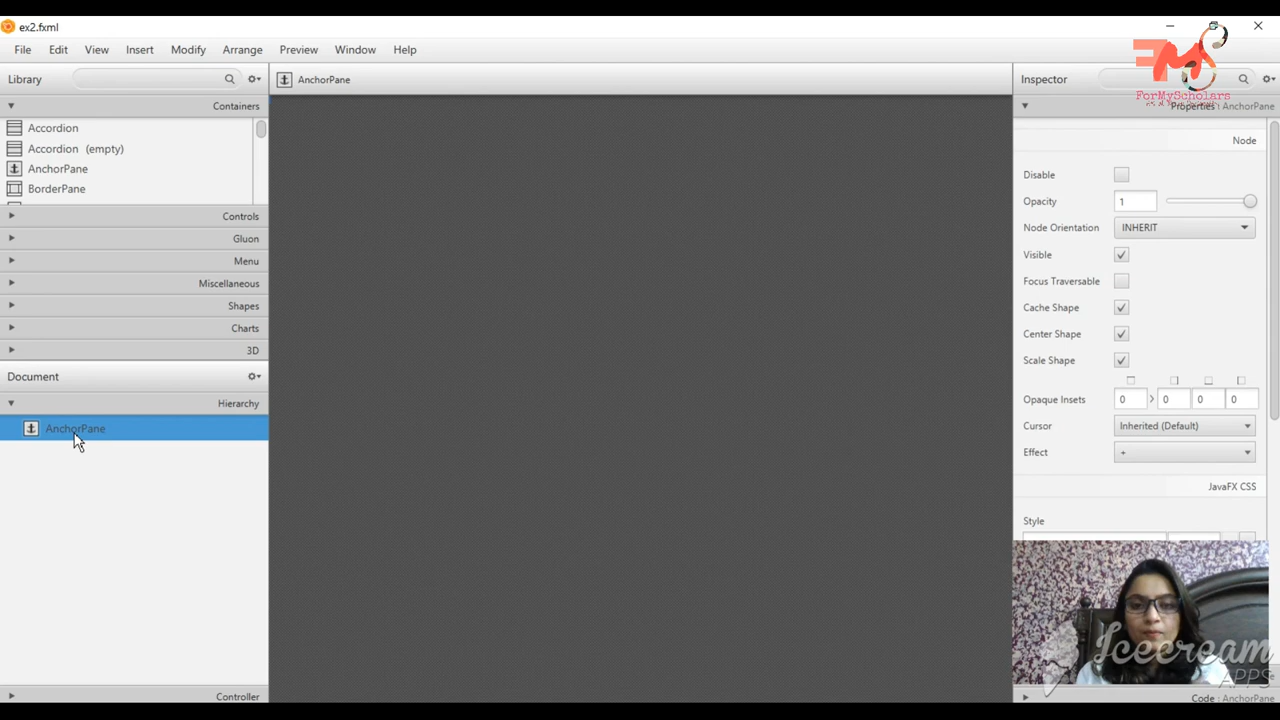 ex2.fxml
File Edit View Insert Modify Arrange Preview Window Help
Library
Containers
Accordion
Accordion (empty)
AnchorPane
BorderPane
Controls
Gluon
Menu
Miscellaneous
Shapes
Charts
3D
Document
Hierarchy
AnchorPane
Controller
AnchorPane
Inspector
ForMyScholars
Properties : AnchorPane
Node
Disable
Opacity 1
Node Orientation INHERIT
Visible
Focus Traversable
Cache Shape
Center Shape
Scale Shape
Opaque Insets 0 0 0 0
Cursor Inherited (Default)
Effect +
JavaFX CSS
Style
Icecream
APPS
Code : AnchorPane